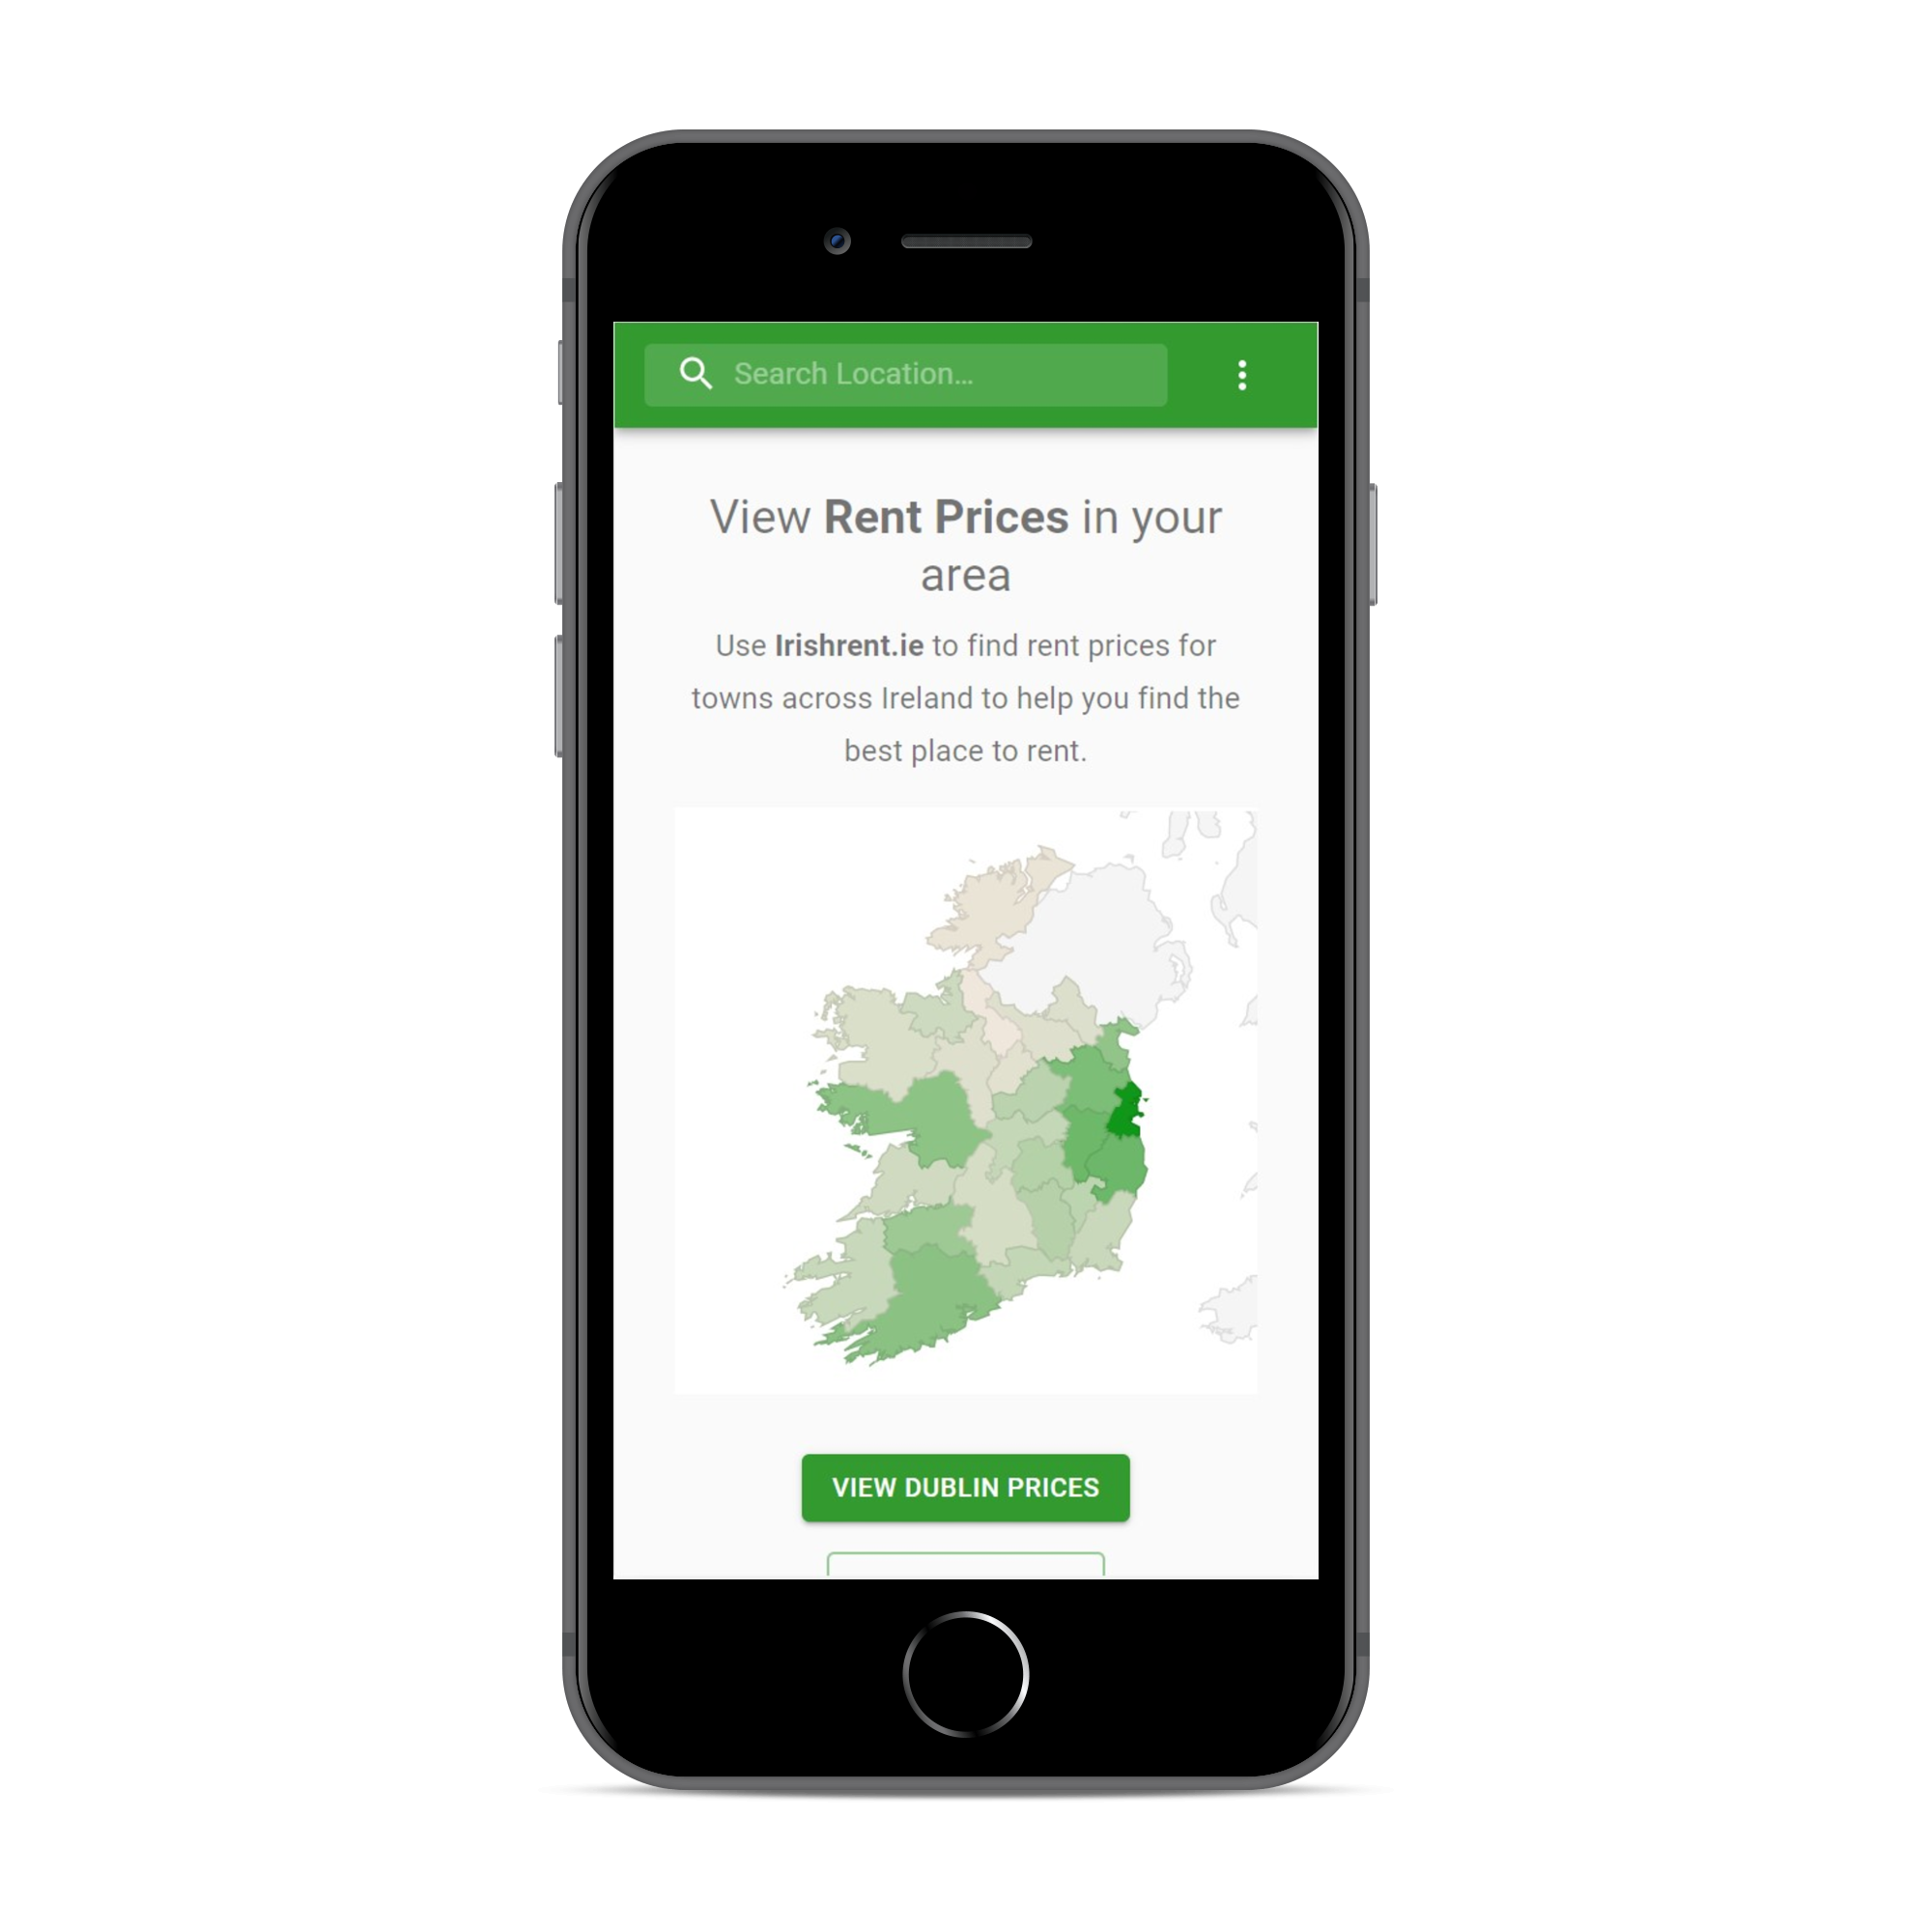 Search Location...
View Rent Prices in your
area
Use Irishrent.ie to find rent prices for
towns across Ireland to help you find the
best place to rent.
VIEW DUBLIN PRICES